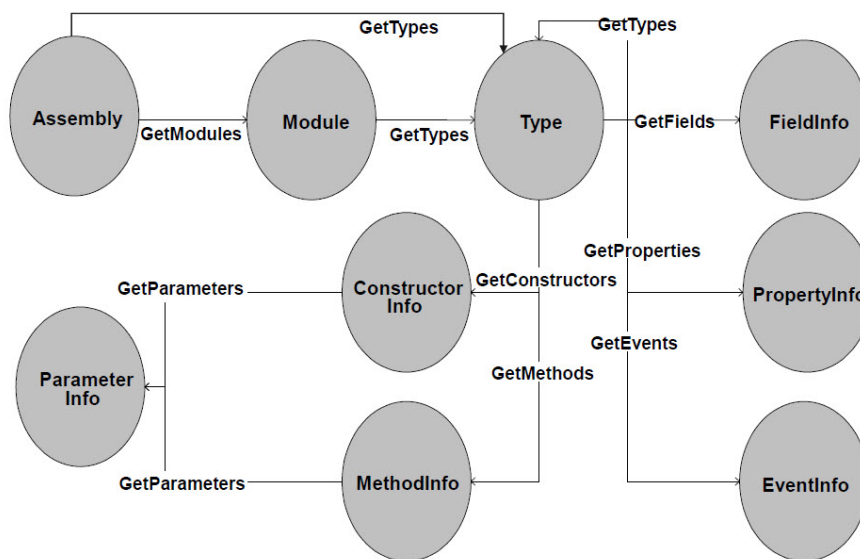 GetTypes
GetTypes
Assembly
GetModules
Module
GetTypes
Type
GetFields
FieldInfo
GetProperties
GetConstructors
GetParameters
Constructor
Info
PropertyInfo
GetEvents
Parameter
Info
GetMethods
GetParameters
MethodInfo
EventInfo